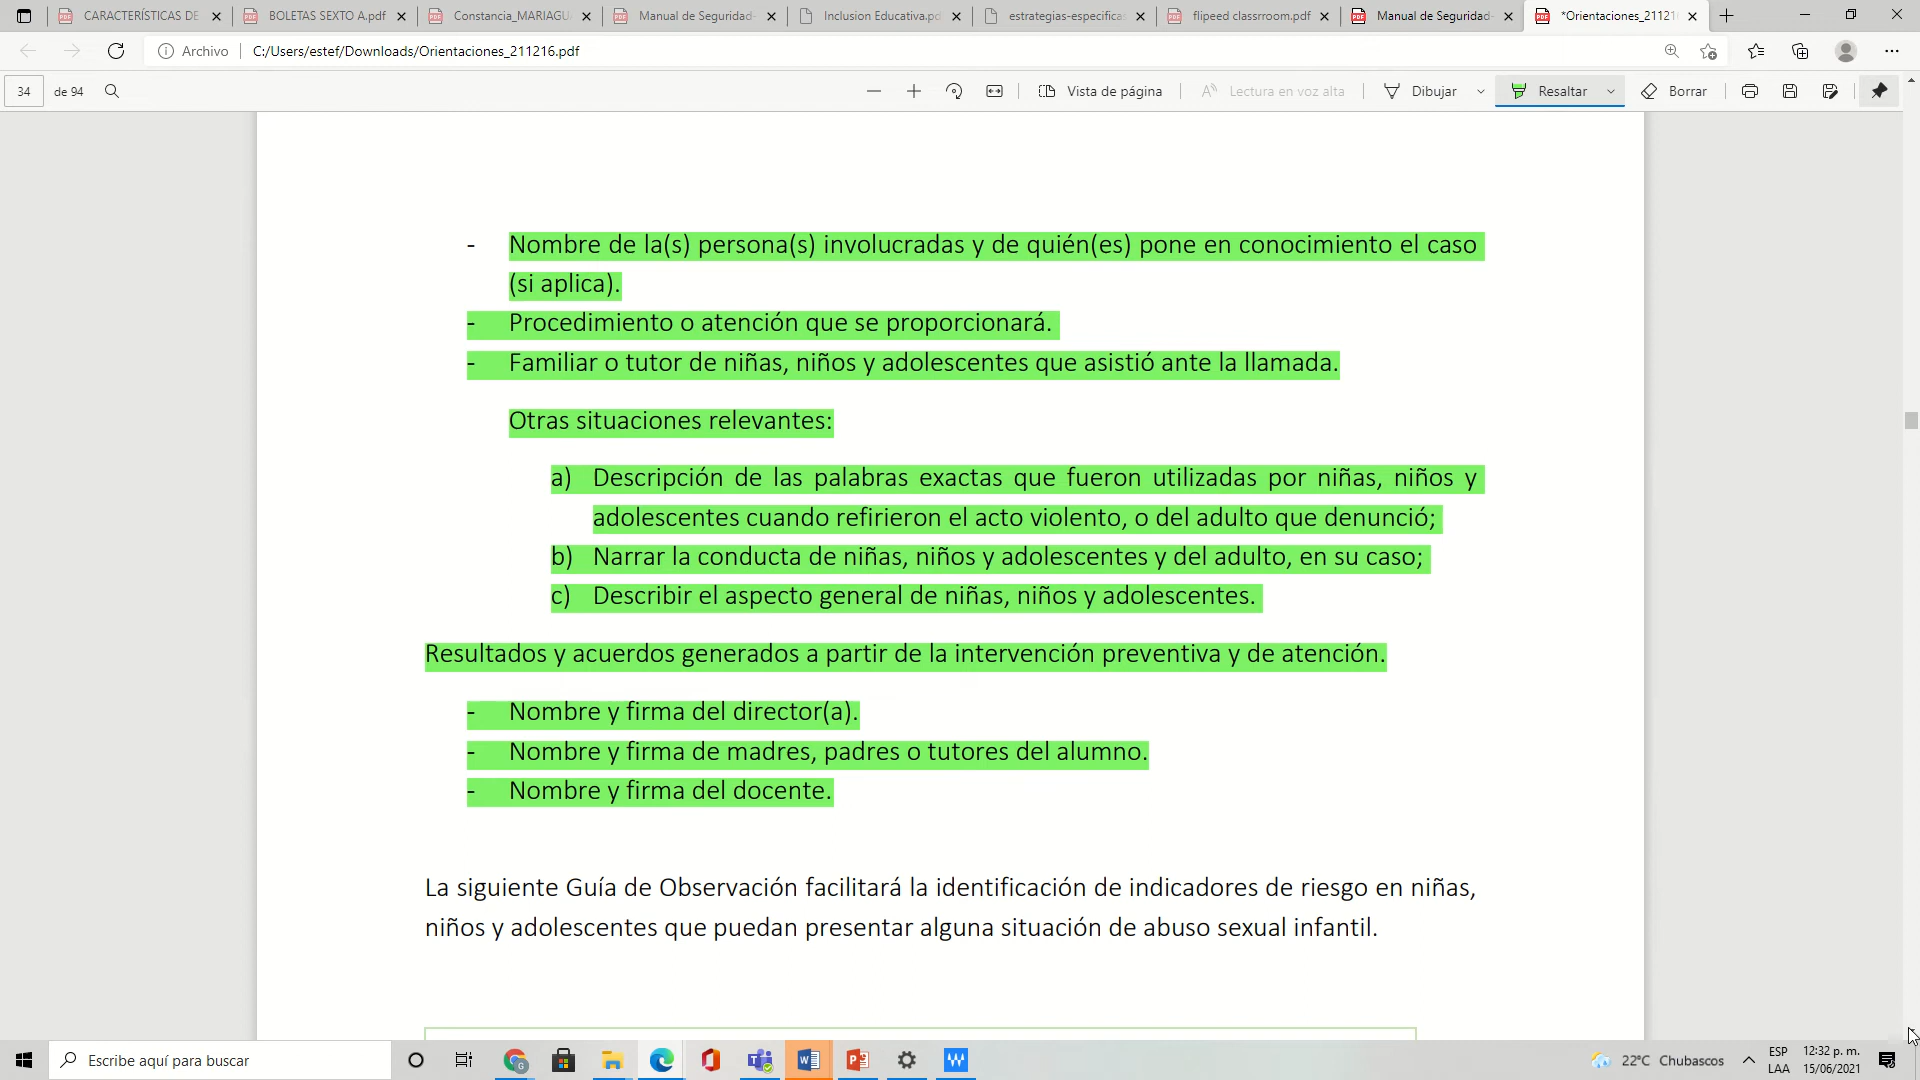 CARACTERÍSTICAS DE
BOLETAS SEXTO A.pdf
Constancia_MARIAGU
Manual de Seguridad-
Inclusion Educativa.pd
estrategias-especificas
flipeed classrroom.pdf
Manual de Seguridad-
*Orientaciones_21121
Archivo
C:/Users/estef/Downloads/Orientaciones_211216.pdf
34 de 94
Vista de página
Lectura en voz alta
Dibujar
Resaltar
Borrar
- Nombre de la(s) persona(s) involucradas y de quién(es) pone en conocimiento el caso
(si aplica).
- Procedimiento o atención que se proporcionará.
- Familiar o tutor de niñas, niños y adolescentes que asistió ante la llamada.
Otras situaciones relevantes:
a) Descripción de las palabras exactas que fueron utilizadas por niñas, niños y
adolescentes cuando refirieron el acto violento, o del adulto que denunció;
b) Narrar la conducta de niñas, niños y adolescentes y del adulto, en su caso;
c) Describir el aspecto general de niñas, niños y adolescentes.
Resultados y acuerdos generados a partir de la intervención preventiva y de atención.
- Nombre y firma del director(a).
- Nombre y firma de madres, padres o tutores del alumno.
- Nombre y firma del docente.
La siguiente Guía de Observación facilitará la identificación de indicadores de riesgo en niñas,
niños y adolescentes que puedan presentar alguna situación de abuso sexual infantil.
Escribe aquí para buscar
22°C Chubascos
ESP
LAA
12:32 p. m.
15/06/2021